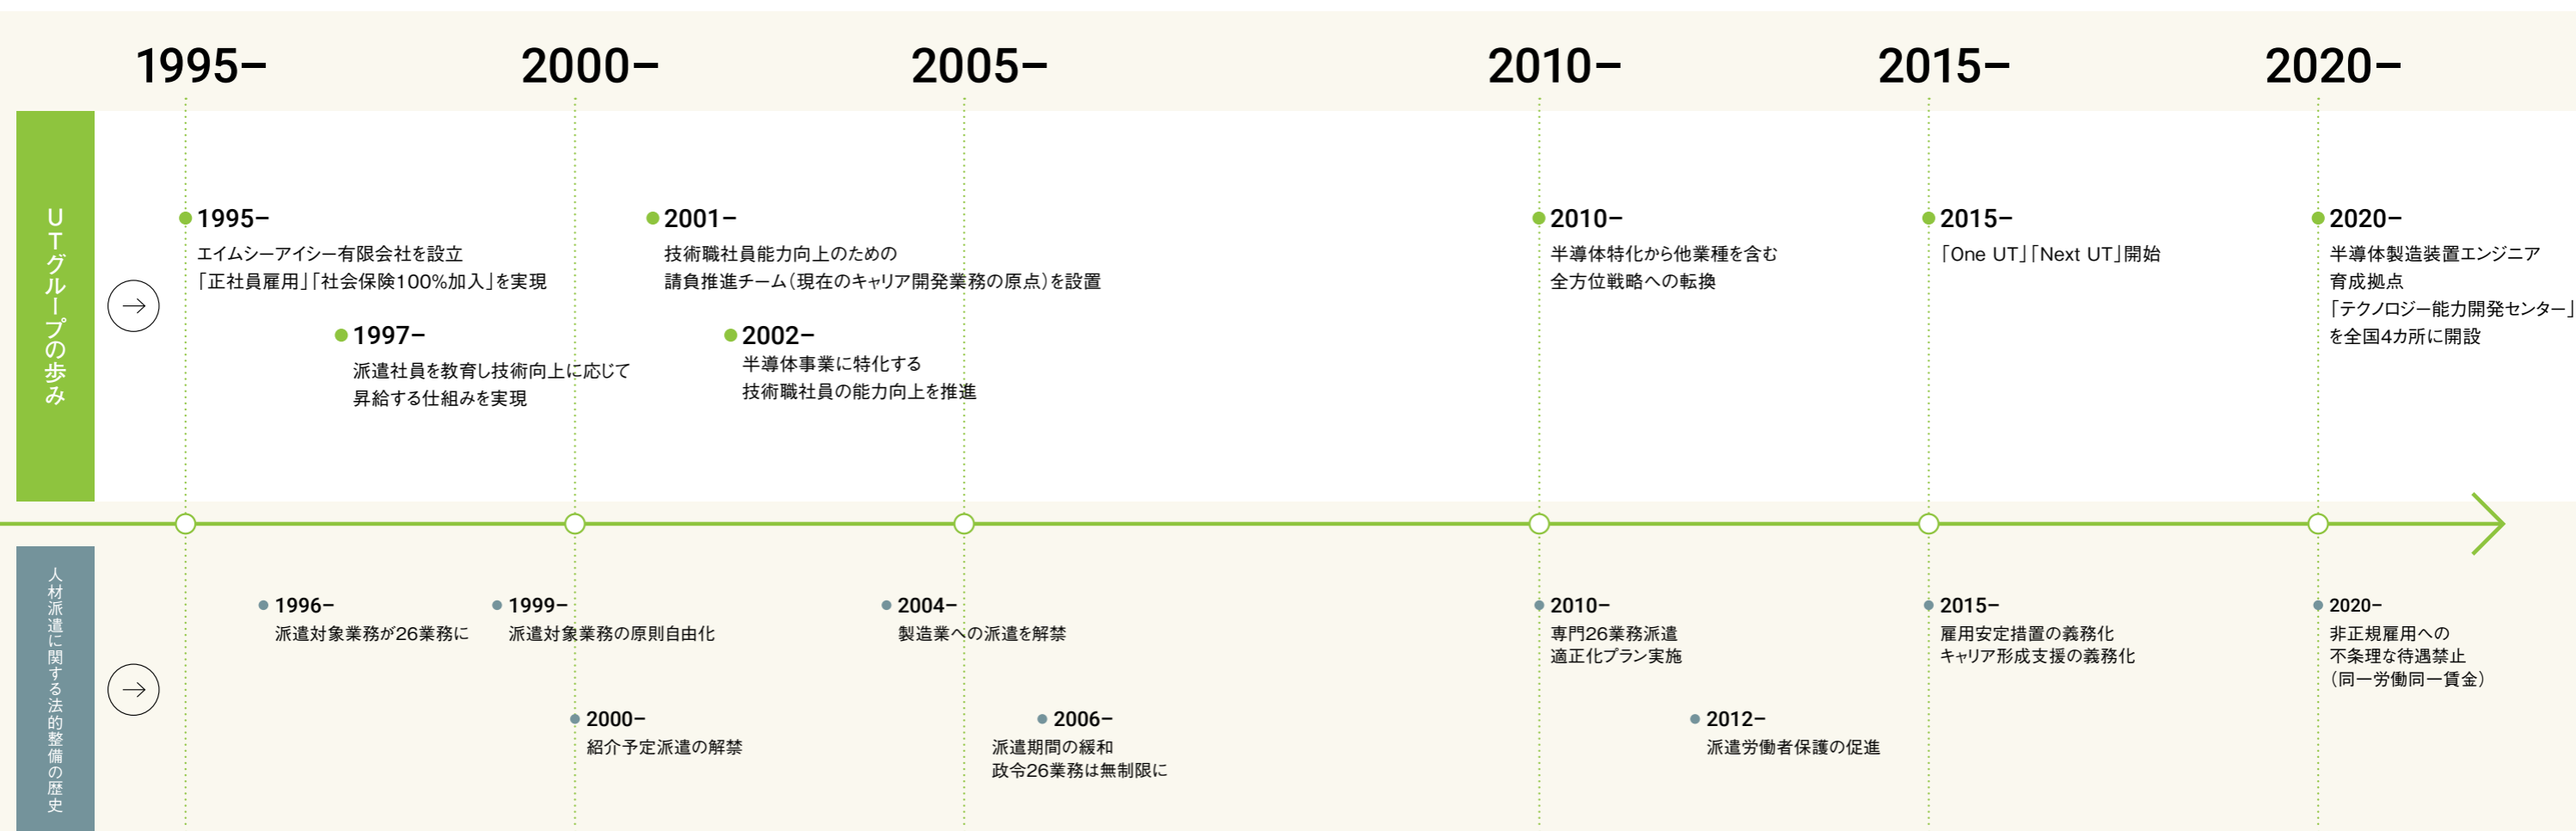 1995–
2000–
2005–
2010–
2015–
2020–
UTグループの歩み
1995–
エイムシーアイシー有限会社を設立
「正社員雇用」「社会保険100%加入」を実現
1997–
派遣社員を教育し技術向上に応じて
昇給する仕組みを実現
2001–
技術職社員能力向上のための
請負推進チーム（現在のキャリア開発業務の原点）を設置
2002–
半導体事業に特化する
技術職社員の能力向上を推進
2010–
半導体特化から他業種を含む
全方位戦略への転換
2015–
「One UT」「Next UT」開始
2020–
半導体製造装置エンジニア
育成拠点
「テクノロジー能力開発センター」
を全国4カ所に開設
人材派遣に関する法的整備の歴史
1996–
派遣対象業務が26業務に
1999–
派遣対象業務の原則自由化
2000–
紹介予定派遣の解禁
2004–
製造業への派遣を解禁
2006–
派遣期間の緩和
政令26業務は無制限に
2010–
専門26業務派遣
適正化プラン実施
2012–
派遣労働者保護の促進
2015–
雇用安定措置の義務化
キャリア形成支援の義務化
2020–
非正規雇用への
不条理な待遇禁止
（同一労働同一賃金）